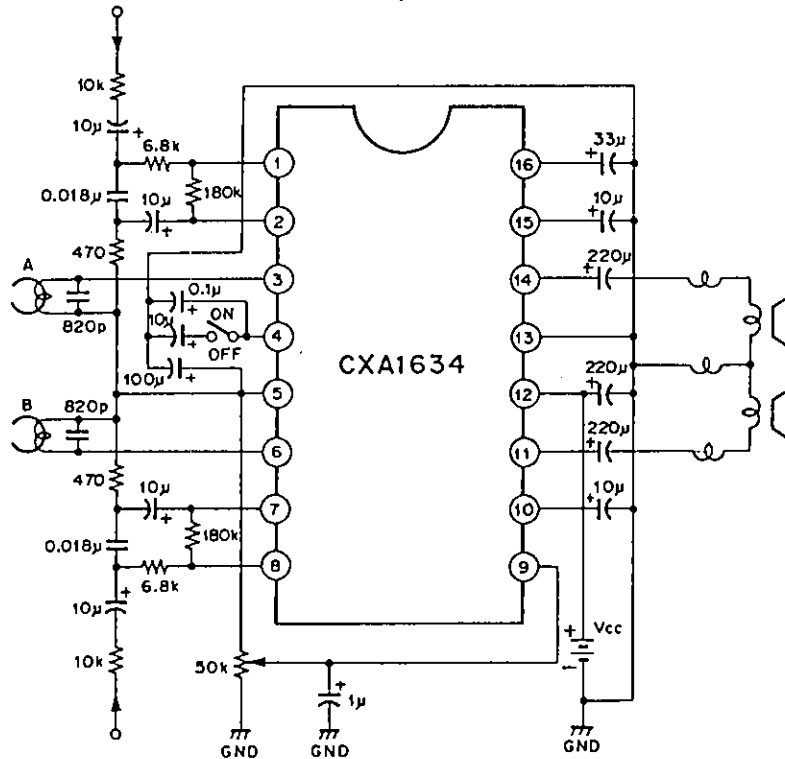 10k
10μ
+
6.8k
180k
0.018μ
10μ
+
470
A
820p
0.1μ
+
ON
10μ
+
OFF
100μ
+
B
820p
470
10μ
+
180k
0.018μ
6.8k
10μ
+
10k
50k
GND
+
1μ
GND
1
2
3
4
5
6
7
8
CXA1634
16
15
14
13
12
11
10
9
33μ
+
10μ
+
220μ
+
220μ
+
220μ
+
10μ
+
+
Vcc
−
GND